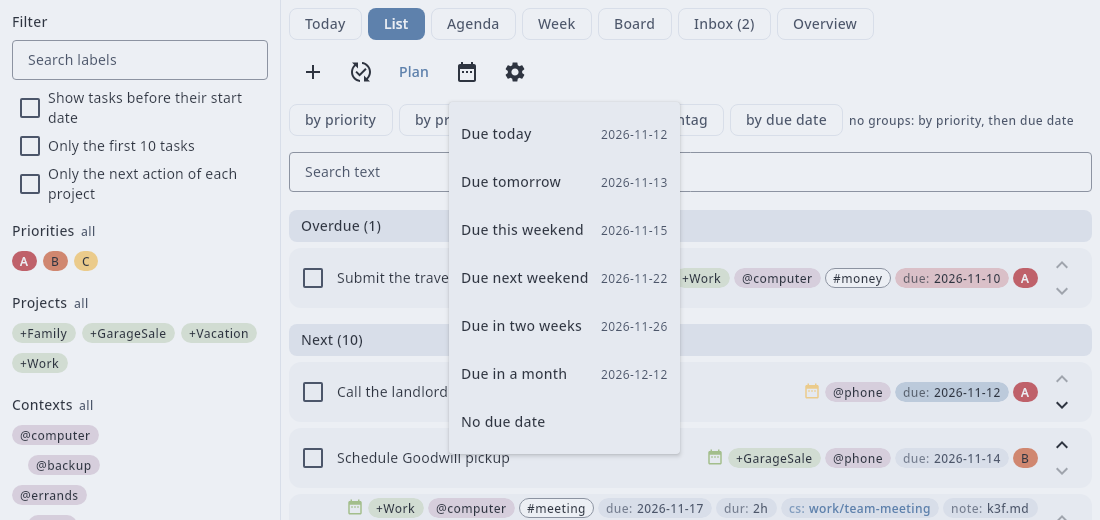 Filter
Search labels
Show tasks before their start
date
Only the first 10 tasks
Only the next action of each
project
Priorities all
A B C
Projects all
+Family +GarageSale +Vacation
+Work
Contexts all
@computer
@backup
@errands
Today List Agenda Week Board Inbox (2) Overview
Plan
by priority by pr ntag by due date no groups: by priority, then due date
Search text
Due today 2026-11-12
Due tomorrow 2026-11-13
Due this weekend 2026-11-15
Due next weekend 2026-11-22
Due in two weeks 2026-11-26
Due in a month 2026-12-12
No due date
Overdue (1)
Submit the trave +Work @computer #money due: 2026-11-10 A
Next (10)
Call the landlord @phone due: 2026-11-12 A
Schedule Goodwill pickup +GarageSale @phone due: 2026-11-14 B
+Work @computer #meeting due: 2026-11-17 dur: 2h cs: work/team-meeting note: k3f.md